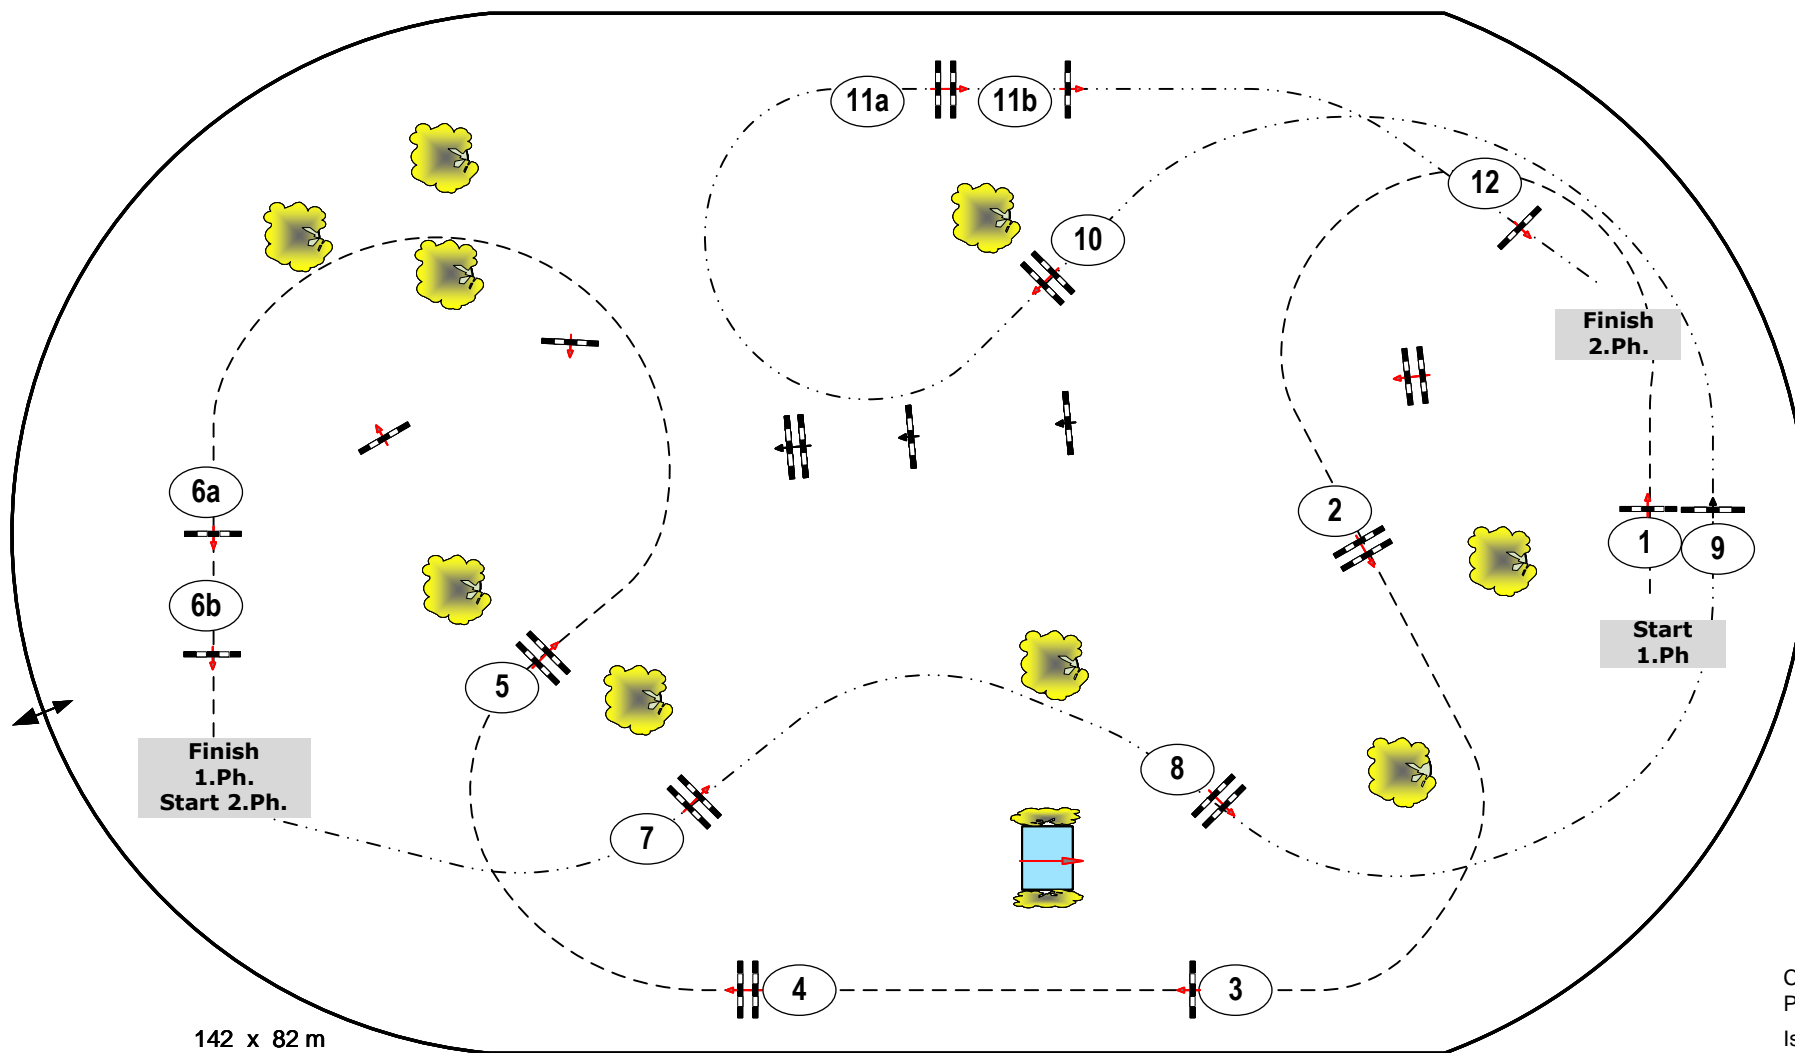 11a
11b
12
10
Finish
2.Ph.
6a
2
1
9
6b
Start
1.Ph
5
Finish
1.Ph.
Start 2.Ph.
8
7
4
3
142 x 82 m